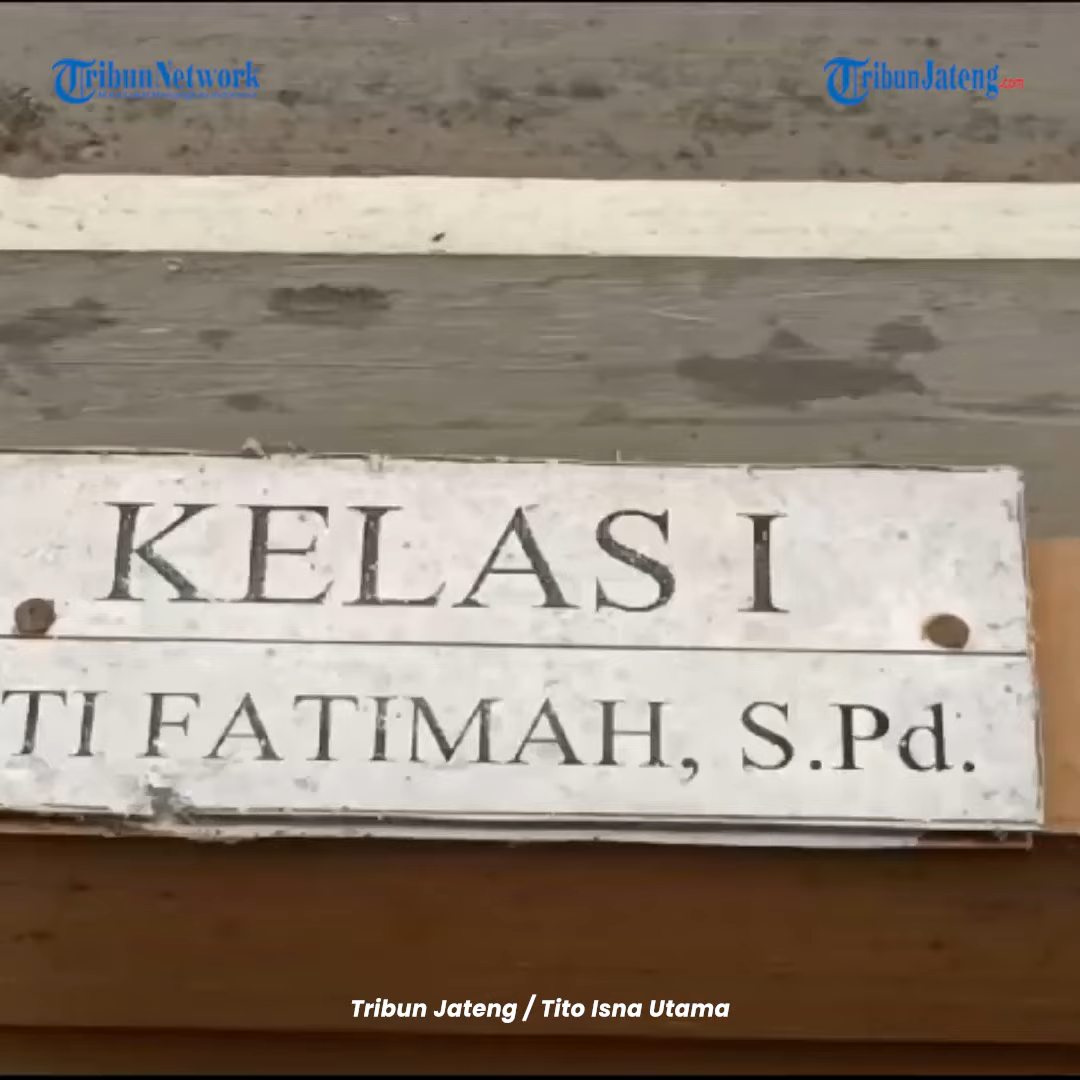 TribunNetwork
TribunJateng.com
KELAS I
TI FATIMAH, S.Pd.
Tribun Jateng / Tito Isna Utama